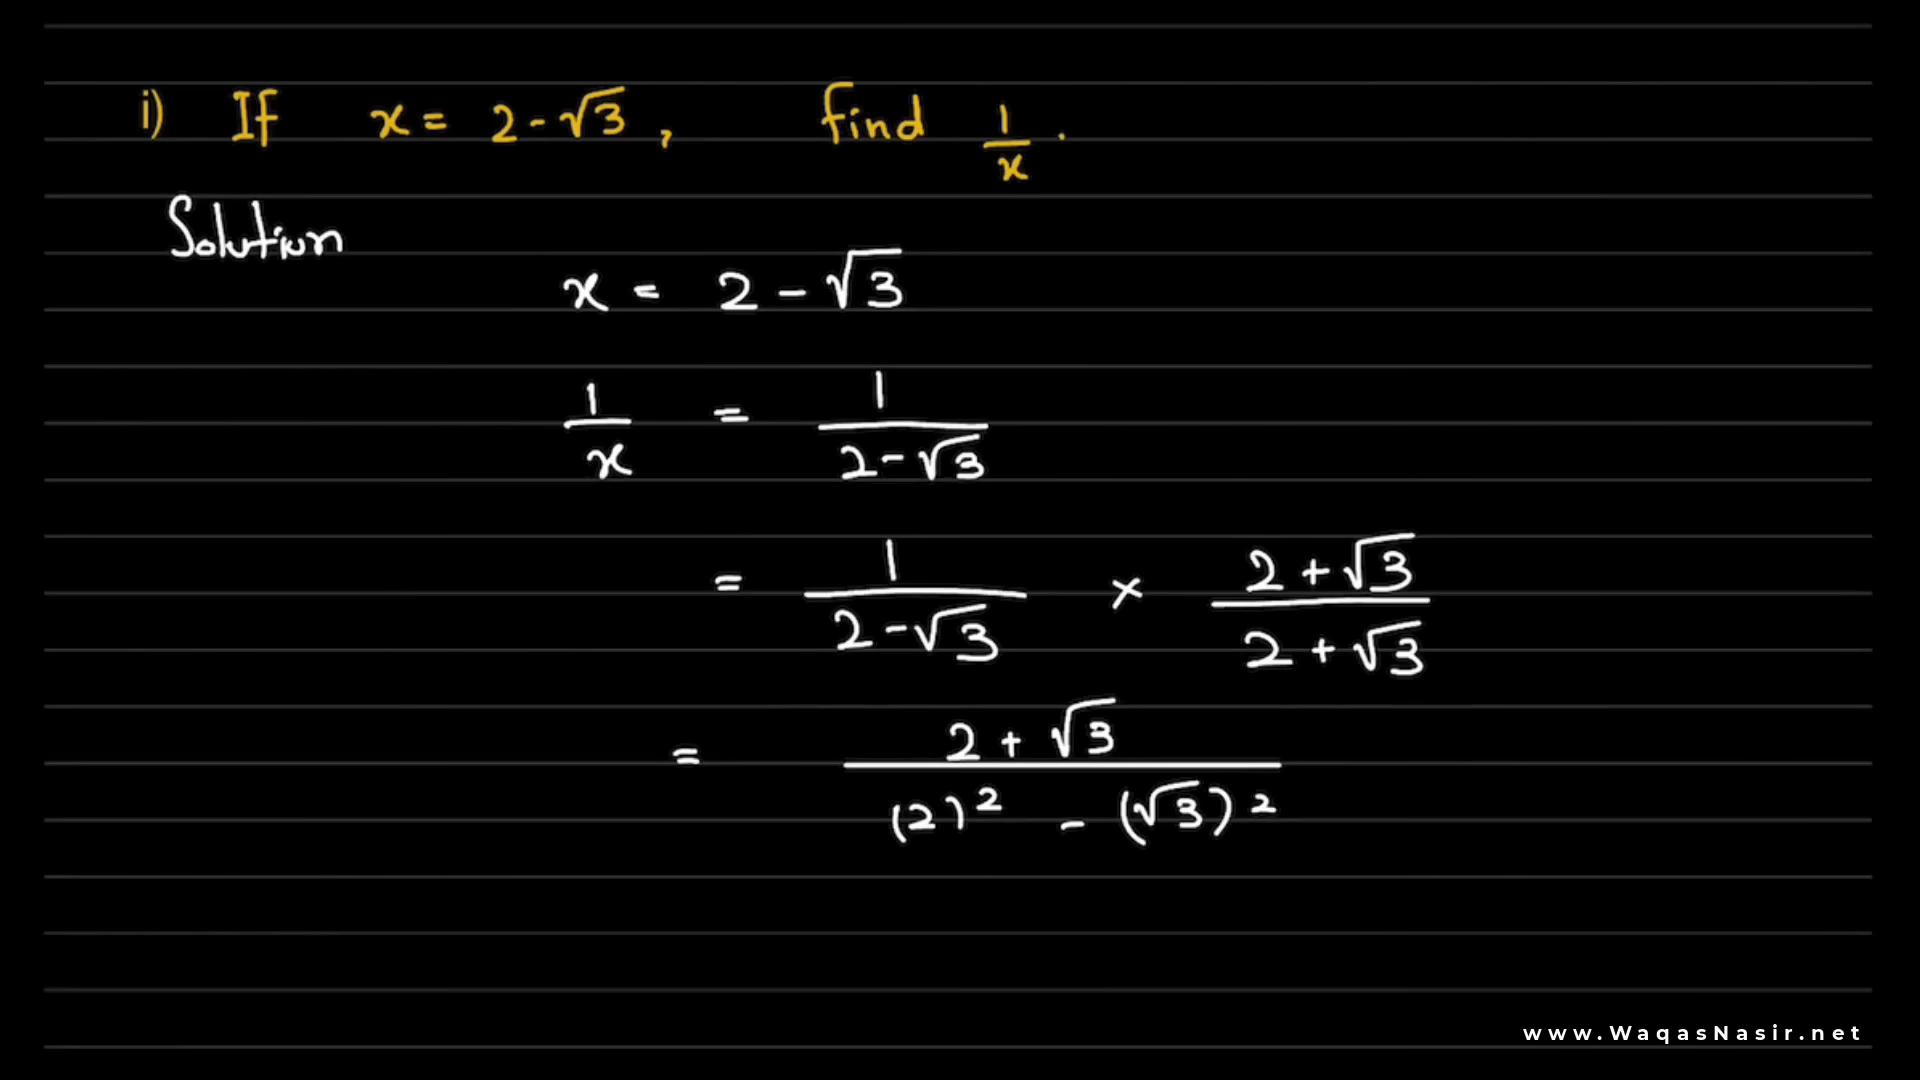 i) If x = 2 - √3 , find 1/x .
Solution
x = 2 - √3
1/x = 1/(2 - √3)
= 1/(2 - √3) × (2 + √3)/(2 + √3)
= (2 + √3)/((2)² - (√3)²)
www.WaqasNasir.net